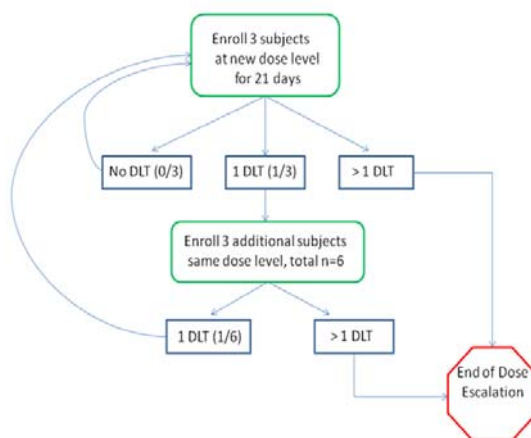 Enroll 3 subjects
at new dose level
for 21 days
No DLT (0/3)
1 DLT (1/3)
> 1 DLT
Enroll 3 additional subjects
same dose level, total n=6
1 DLT (1/6)
> 1 DLT
End of Dose
Escalation